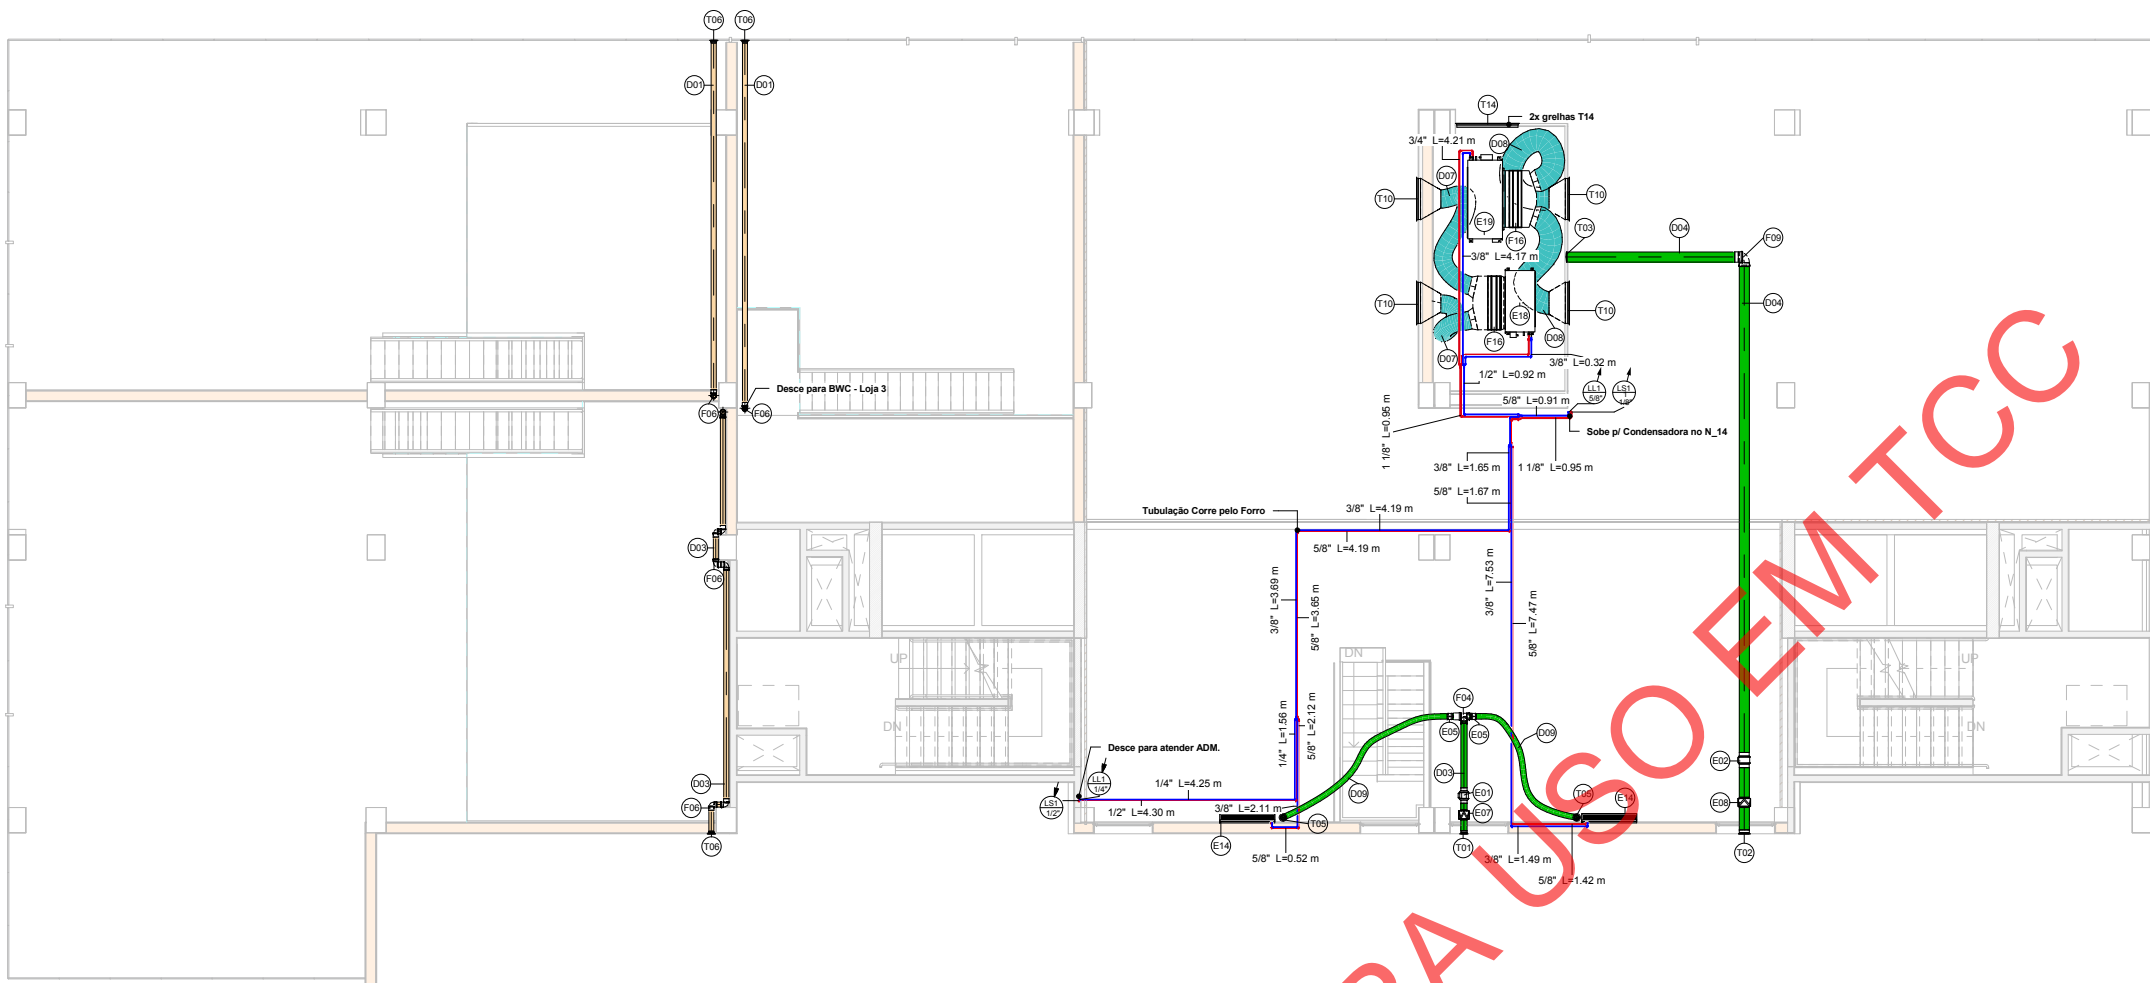 T06
T06
D01
D01
T14
2x grelhas T14
3/4" L=4.21 m
D08
D07
T10
T10
E19
F16
T03
D04
F09
3/8" L=4.17 m
T10
T10
D04
E18
F16
D08
D07
3/8" L=0.32 m
1/2" L=0.92 m
LL1
5/8"
LS1
1
1/8"
Desce para BWC - Loja 3
F06
F06
5/8" L=0.91 m
1 1/8" L=0.95 m
Sobe p/ Condensadora no N_14
3/8" L=1.65 m
1 1/8" L=0.95 m
5/8" L=1.67 m
Tubulação Corre pelo Forro
3/8" L=4.19 m
5/8" L=4.19 m
D03
F06
3/8" L=3.69 m
5/8" L=3.65 m
3/8" L=7.53 m
5/8" L=7.47 m
UP
DN
DN
UP
DN
F04
E05
E05
D09
1/4" L=1.56 m
5/8" L=2.12 m
Desce para atender ADM.
LL1
1/4"
LS1
1/2"
1/4" L=4.25 m
1/2" L=4.30 m
3/8" L=2.11 m
D09
D03
E01
E07
E02
E08
D03
F06
T06
T05
T05
E14
E14
T01
T02
5/8" L=0.52 m
3/8" L=1.49 m
5/8" L=1.42 m
RA USO EM TCC